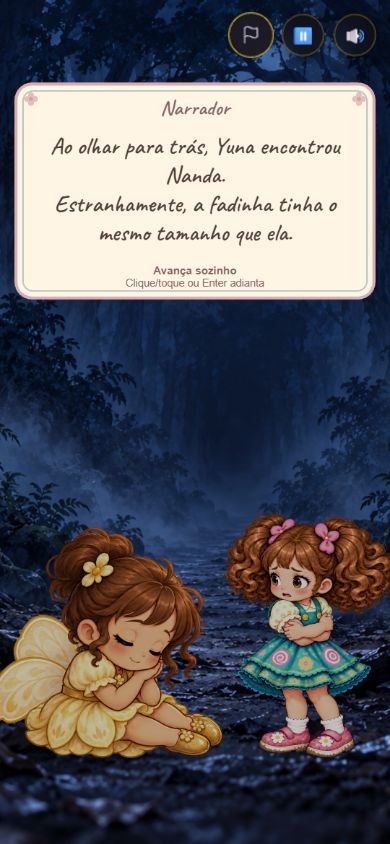 Narrador
Ao olhar para trás, Yuna encontrou
Nanda.
Estranhamente, a fadinha tinha o
mesmo tamanho que ela.
Avança sozinho
Clique/toque ou Enter adianta